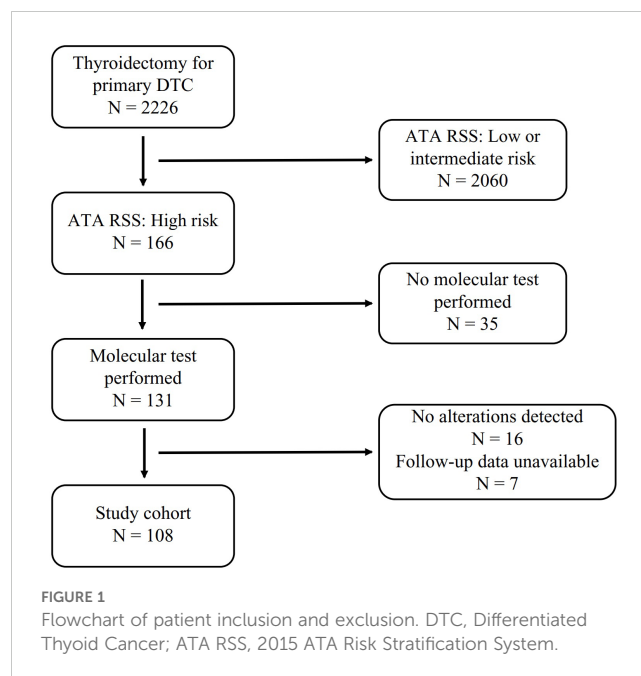 Thyroidectomy for
primary DTC
N = 2226
ATA RSS: Low or
intermediate risk
N = 2060
ATA RSS: High risk
N = 166
No molecular test
performed
N = 35
Molecular test
performed
N = 131
No alterations detected
N = 16
Follow-up data unavailable
N = 7
Study cohort
N = 108
FIGURE 1
Flowchart of patient inclusion and exclusion. DTC, Differentiated
Thyoid Cancer; ATA RSS, 2015 ATA Risk Stratification System.